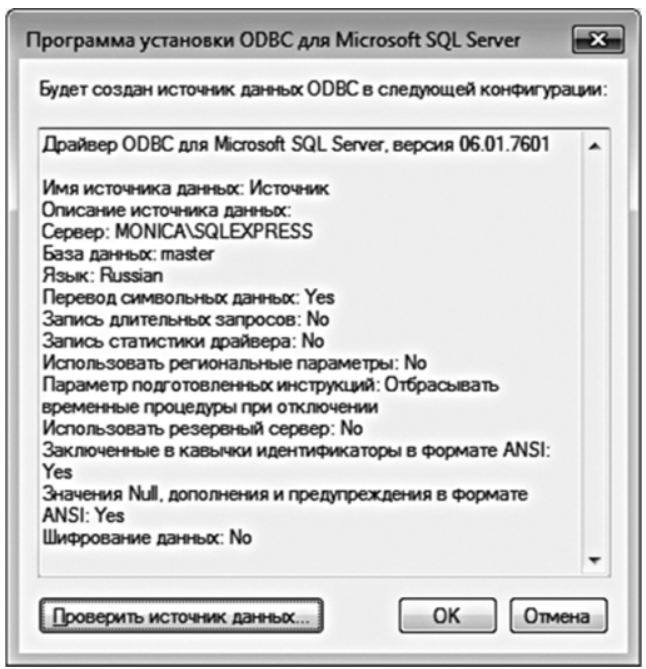 Программа установки ODBC для Microsoft SQL Server
Будет создан источник данных ODBC в следующей конфигурации:
Драйвер ODBC для Microsoft SQL Server, версия 06.01.7601
Имя источника данных: Источник
Описание источника данных:
Сервер: MONICA\SQLEXPRESS
База данных: master
Язык: Russian
Перевод символьных данных: Yes
Запись длительных запросов: No
Запись статистики драйвера: No
Использовать региональные параметры: No
Параметр подготовленных инструкций: Отбрасывать
временные процедуры при отключении
Использовать резервный сервер: No
Заключенные в кавычки идентификаторы в формате ANSI:
Yes
Значения Null, дополнения и предупреждения в формате
ANSI: Yes
Шифрование данных: No
Проверить источник данных... OK Отмена